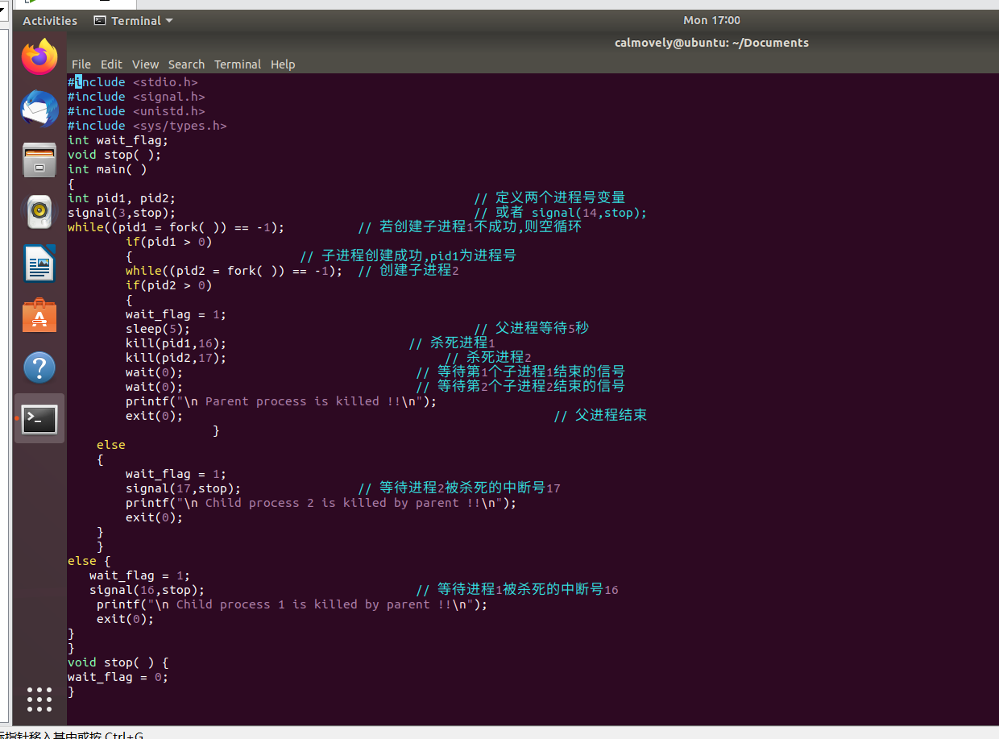 Activities Terminal Mon 17:00
calmovely@ubuntu: ~/Documents
File Edit View Search Terminal Help
#include <stdio.h>
#include <signal.h>
#include <unistd.h>
#include <sys/types.h>
int wait_flag;
void stop( );
int main( )
{
int pid1, pid2; // 定义两个进程号变量
signal(3,stop); // 或者 signal(14,stop);
while((pid1 = fork( )) == -1); // 若创建子进程1不成功,则空循环
if(pid1 > 0)
{ // 子进程创建成功,pid1为进程号
while((pid2 = fork( )) == -1); // 创建子进程2
if(pid2 > 0)
{
wait_flag = 1;
sleep(5); // 父进程等待5秒
kill(pid1,16); // 杀死进程1
kill(pid2,17); // 杀死进程2
wait(0); // 等待第1个子进程1结束的信号
wait(0); // 等待第2个子进程2结束的信号
printf("\n Parent process is killed !!\n");
exit(0); // 父进程结束
}
else
{
wait_flag = 1;
signal(17,stop); // 等待进程2被杀死的中断号17
printf("\n Child process 2 is killed by parent !!\n");
exit(0);
}
}
else {
wait_flag = 1;
signal(16,stop); // 等待进程1被杀死的中断号16
printf("\n Child process 1 is killed by parent !!\n");
exit(0);
}
}
void stop( ) {
wait_flag = 0;
}
指针移入其中或按 Ctrl+G